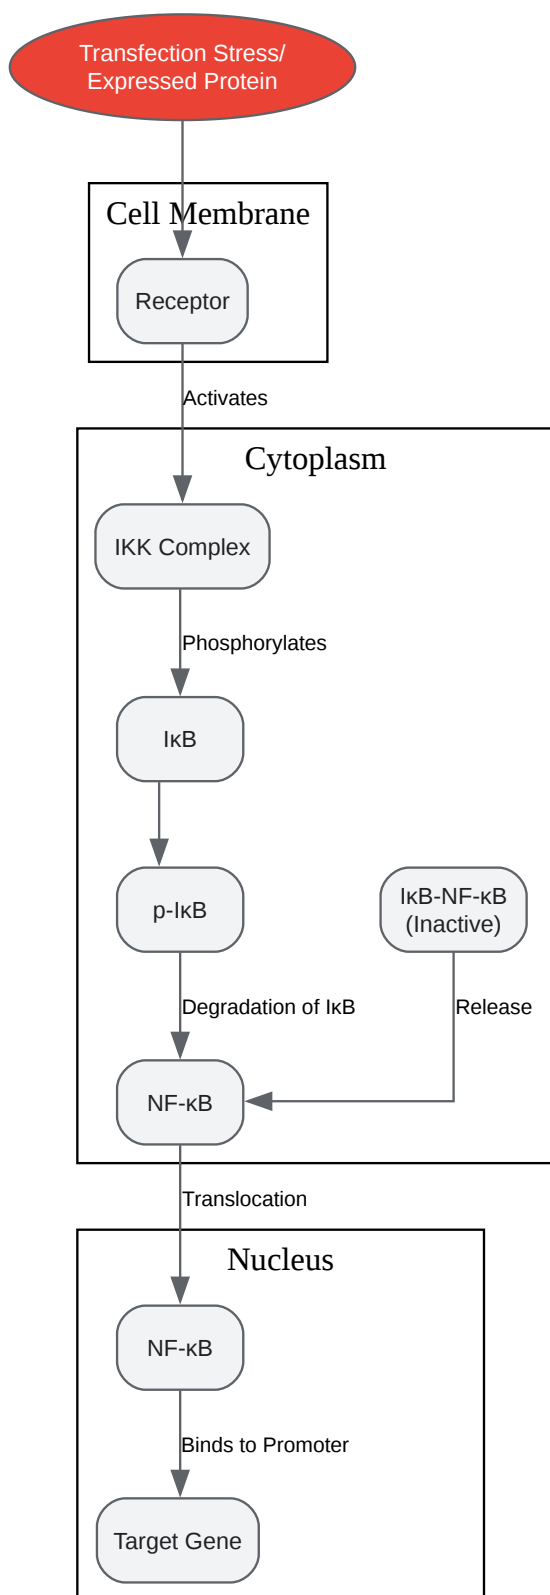 Transfection Stress/
Expressed Protein
Cell Membrane
Receptor
Activates
Cytoplasm
IKK Complex
Phosphorylates
IκB
p-IκB
IκB-NF-κB
(Inactive)
Degradation of IκB
Release
NF-κB
Translocation
Nucleus
NF-κB
Binds to Promoter
Target Gene